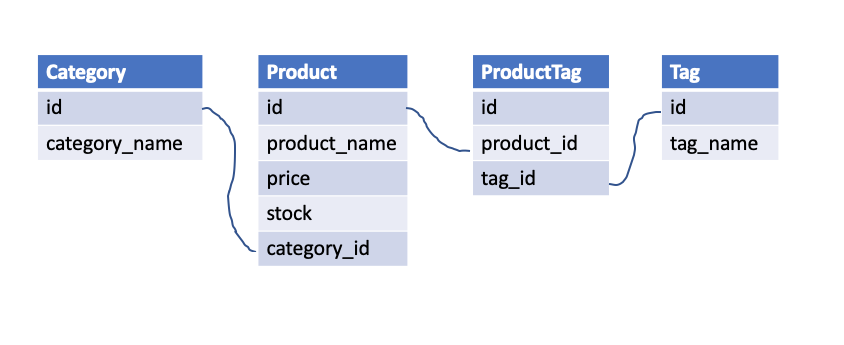 Category
id
category_name
Product
id
product_name
price
stock
category_id
ProductTag
id
product_id
tag_id
Tag
id
tag_name